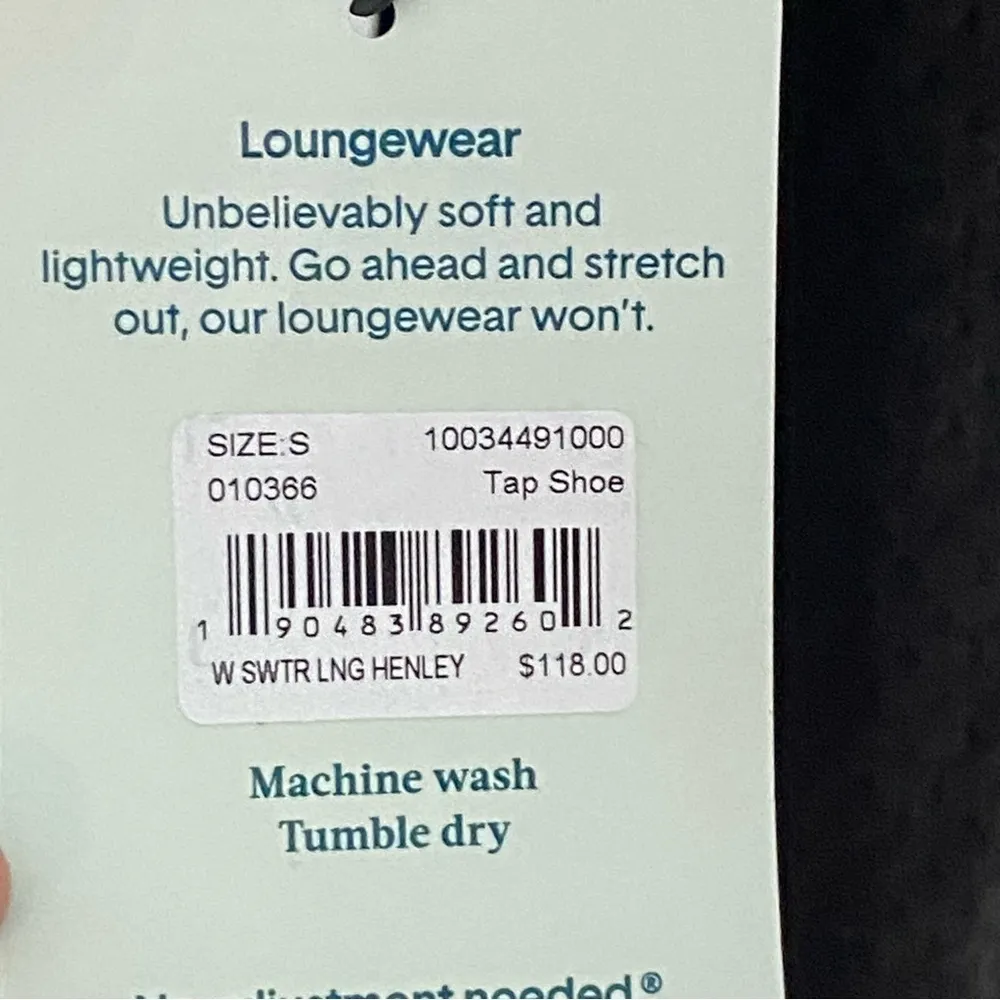 Loungewear
Unbelievably soft and
lightweight. Go ahead and stretch
out, our loungewear won't.
SIZE:S 10034491000
010366 Tap Shoe
1 90483 89260 2
W SWTR LNG HENLEY $118.00
Machine wash
Tumble dry
needed®